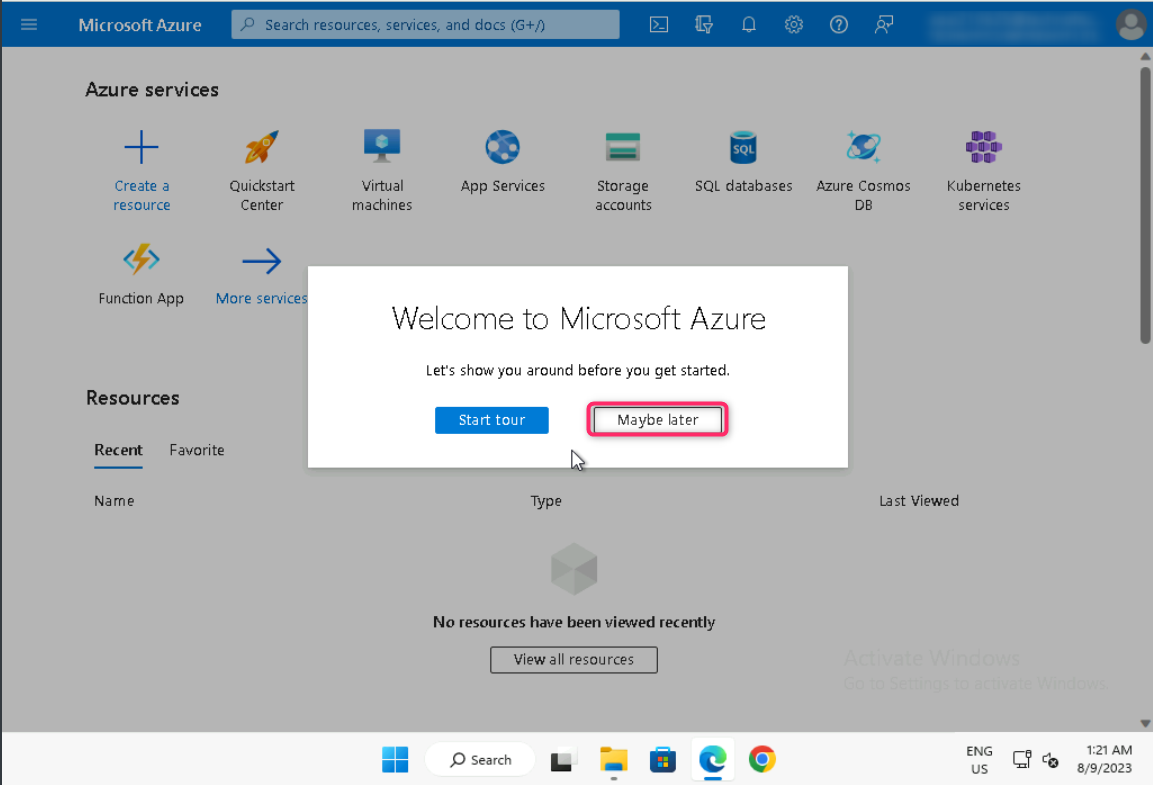 Microsoft Azure
Search resources, services, and docs (G+/)
Azure services
Create a
resource
Quickstart
Center
Virtual
machines
App Services
Storage
accounts
SQL
SQL databases
Azure Cosmos
DB
Kubernetes
services
Function App
More services
Welcome to Microsoft Azure
Let's show you around before you get started.
Start tour
Maybe later
Resources
Recent
Favorite
Name
Type
Last Viewed
No resources have been viewed recently
View all resources
Activate Windows
Go to Settings to activate Windows.
Search
ENG
US
1:21 AM
8/9/2023